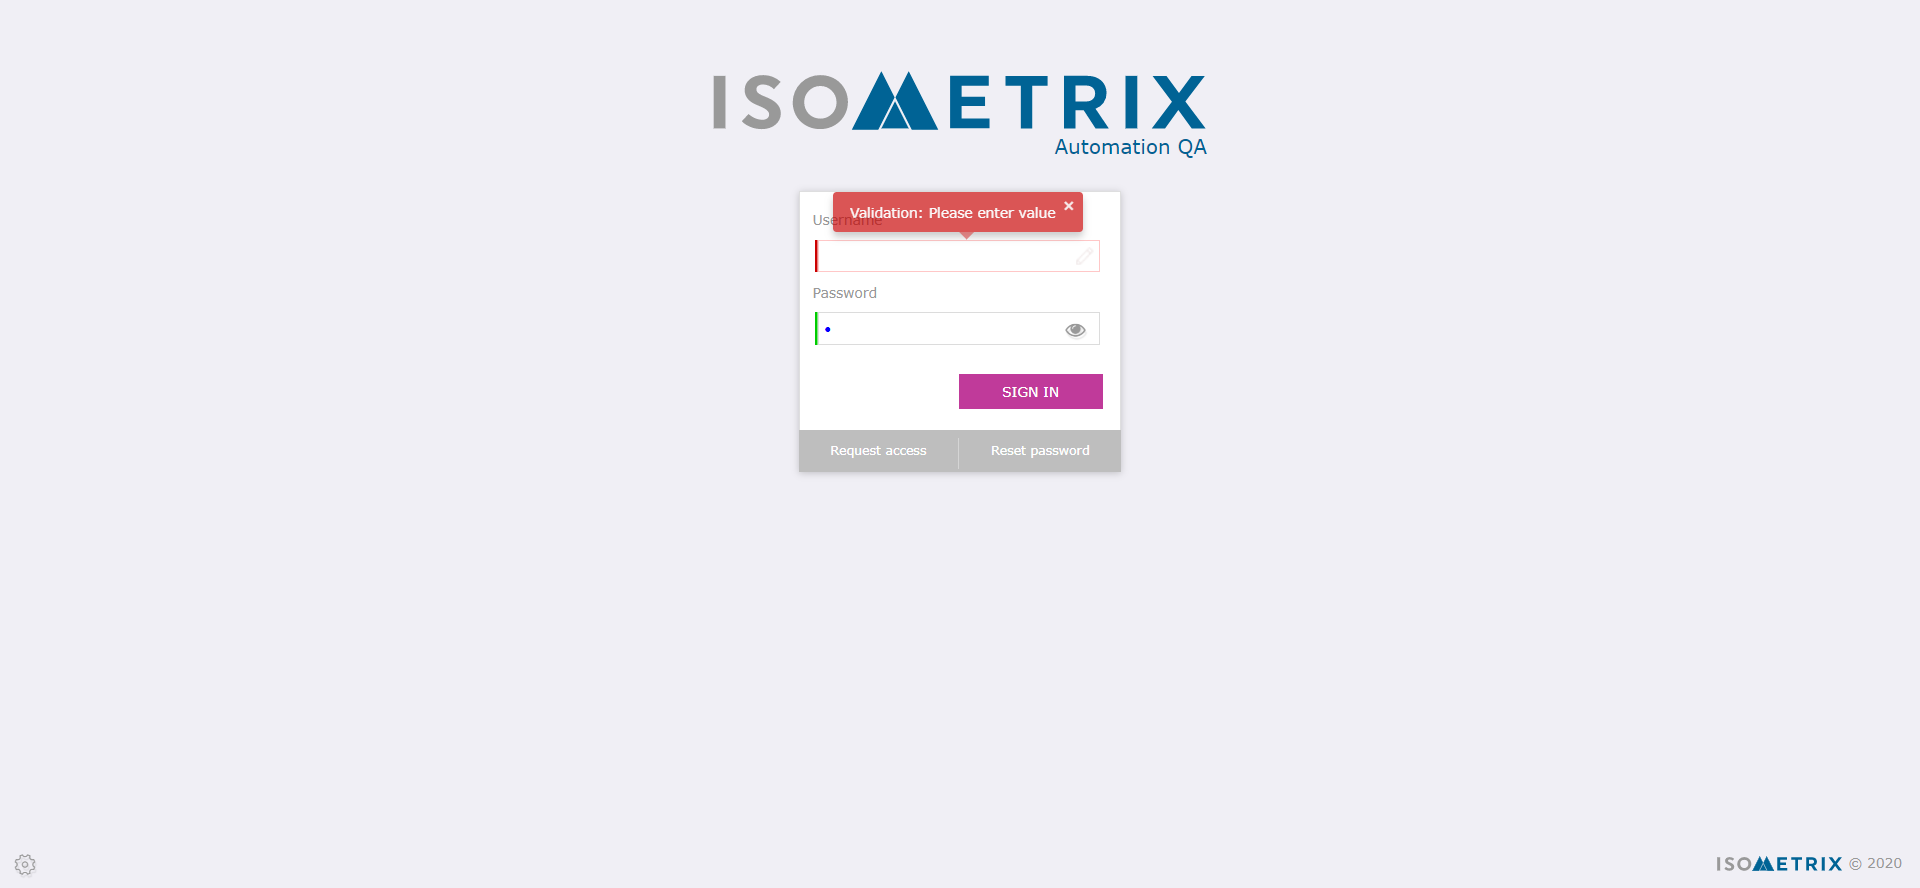 ISOMETRIX
Automation QA
Validation: Please enter value ×
Username
Password
SIGN IN
Request access
Reset password
ISOMETRIX © 2020